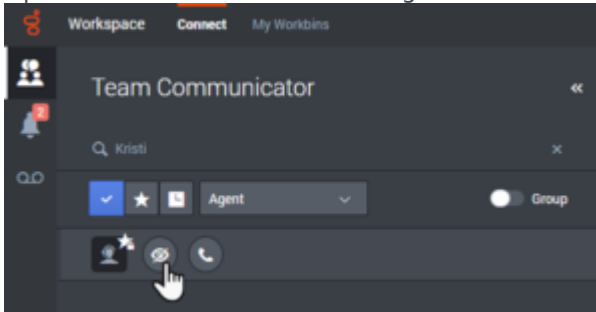 Workspace Connect My Workbins
Team Communicator «
2
Kristi ×
Agent Group